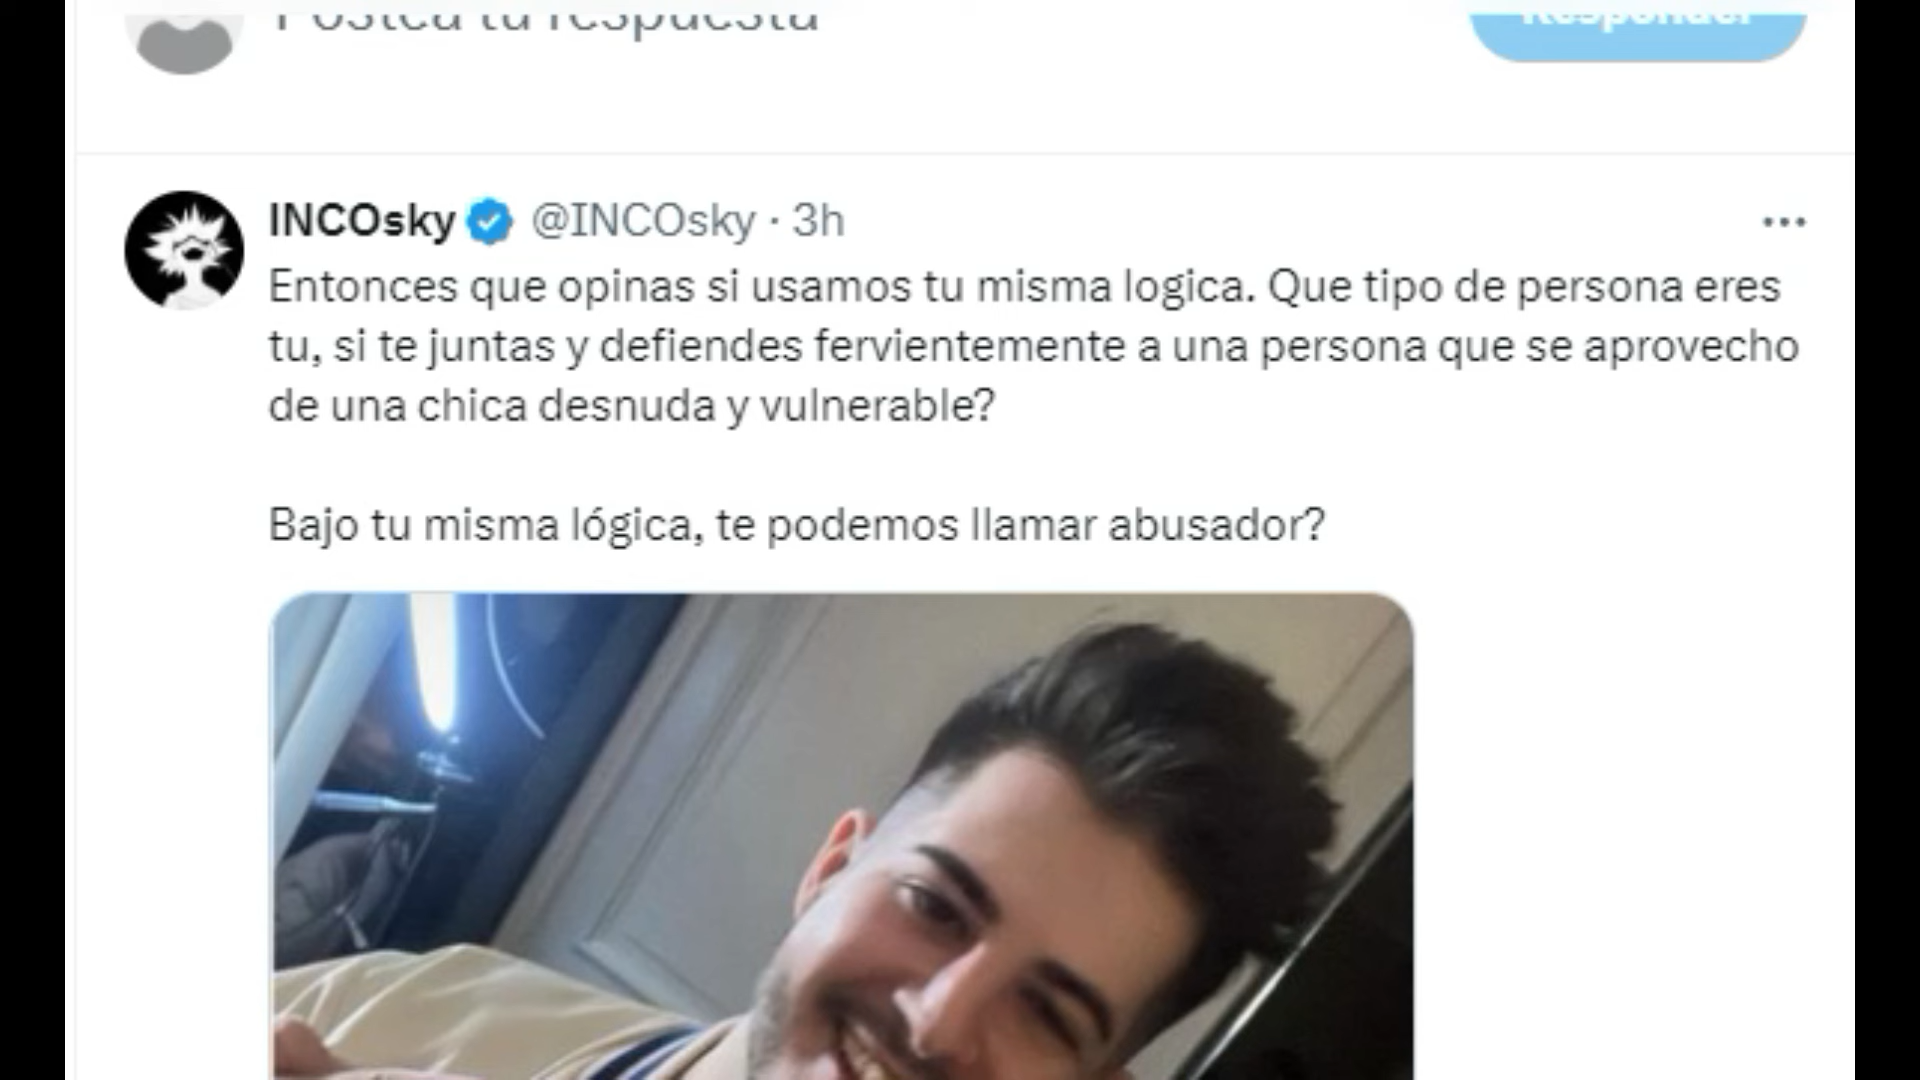 Postea tu respuesta
Responder
INCOsky @INCOsky · 3h
Entonces que opinas si usamos tu misma logica. Que tipo de persona eres
tu, si te juntas y defiendes fervientemente a una persona que se aprovecho
de una chica desnuda y vulnerable?
Bajo tu misma lógica, te podemos llamar abusador?